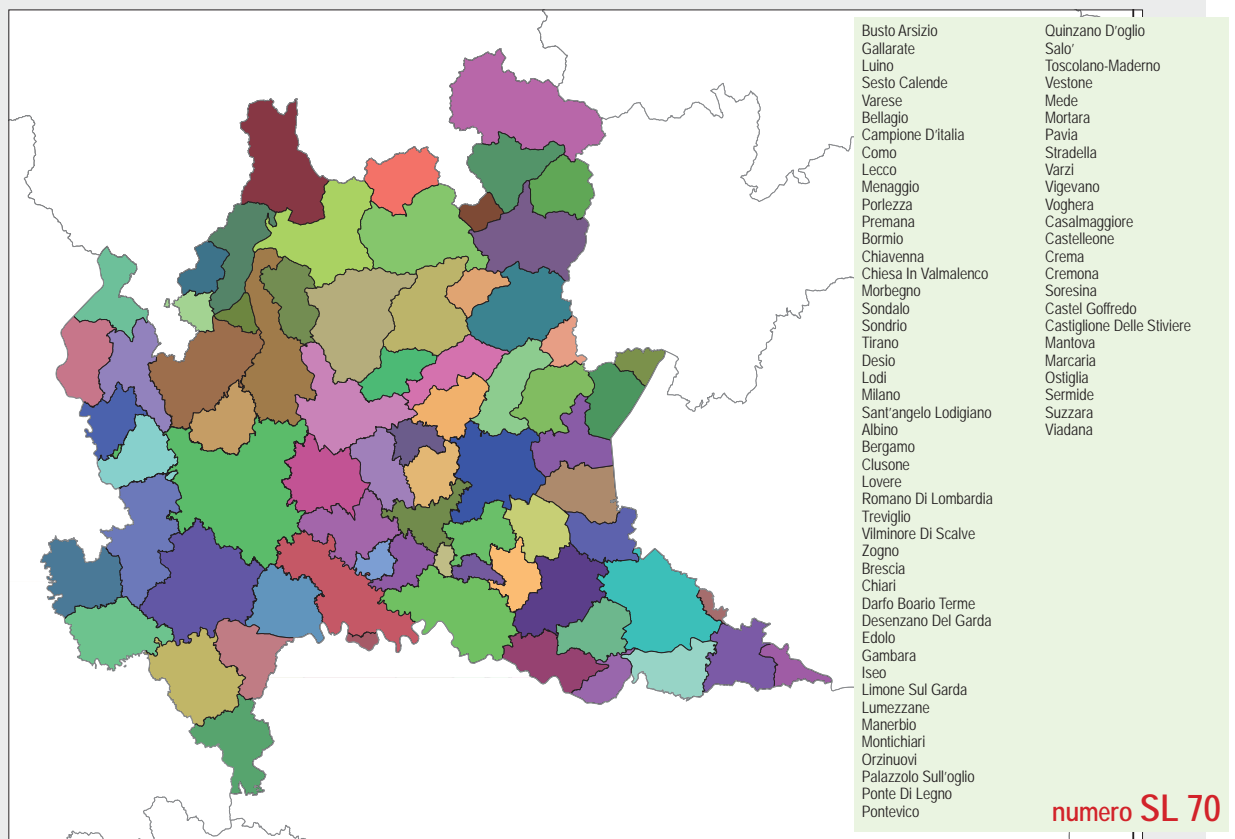 Busto Arsizio
Gallarate
Luino
Sesto Calende
Varese
Bellagio
Campione D'italia
Como
Lecco
Menaggio
Porlezza
Premana
Bormio
Chiavenna
Chiesa In Valmalenco
Morbegno
Sondalo
Sondrio
Tirano
Desio
Lodi
Milano
Sant'angelo Lodigiano
Albino
Bergamo
Clusone
Lovere
Romano Di Lombardia
Treviglio
Vilminore Di Scalve
Zogno
Brescia
Chiari
Darfo Boario Terme
Desenzano Del Garda
Edolo
Gambara
Iseo
Limone Sul Garda
Lumezzane
Manerbio
Montichiari
Orzinuovi
Palazzolo Sull'oglio
Ponte Di Legno
Pontevico
Quinzano D'oglio
Salo'
Toscolano-Maderno
Vestone
Mede
Mortara
Pavia
Stradella
Varzi
Vigevano
Voghera
Casalmaggiore
Castelleone
Crema
Cremona
Soresina
Castel Goffredo
Castiglione Delle Stiviere
Mantova
Marcaria
Ostiglia
Sermide
Suzzara
Viadana
numero SL 70